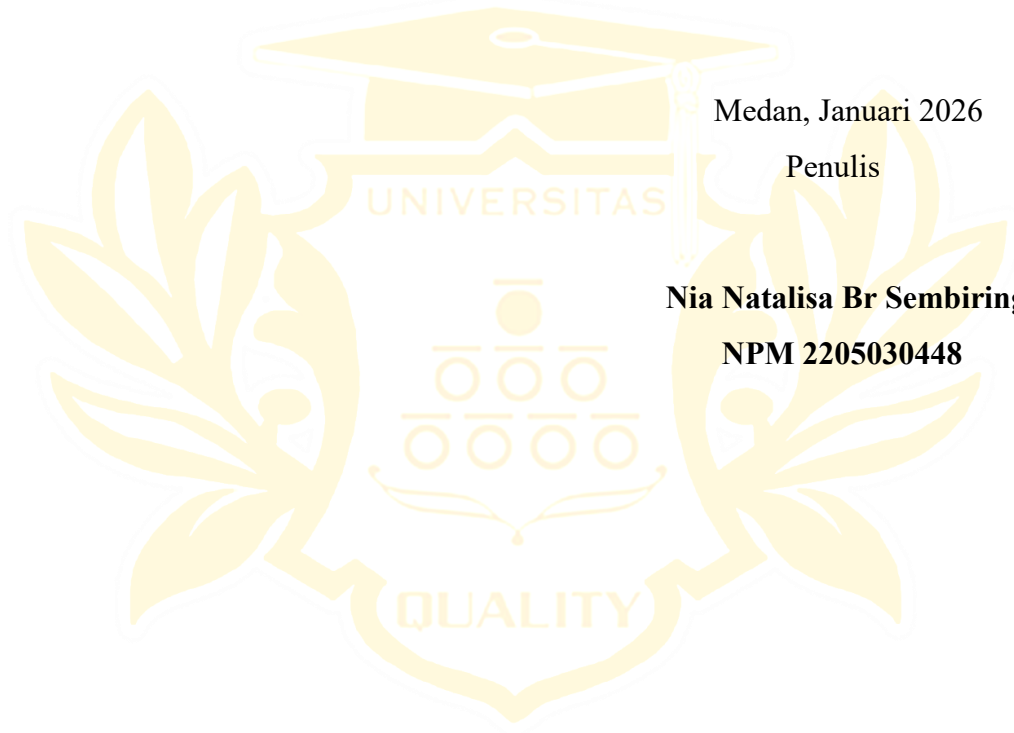 Medan, Januari 2026
Penulis
UNIVERSITAS
Nia Natalisa Br Sembiring
NPM 2205030448
QUALITY